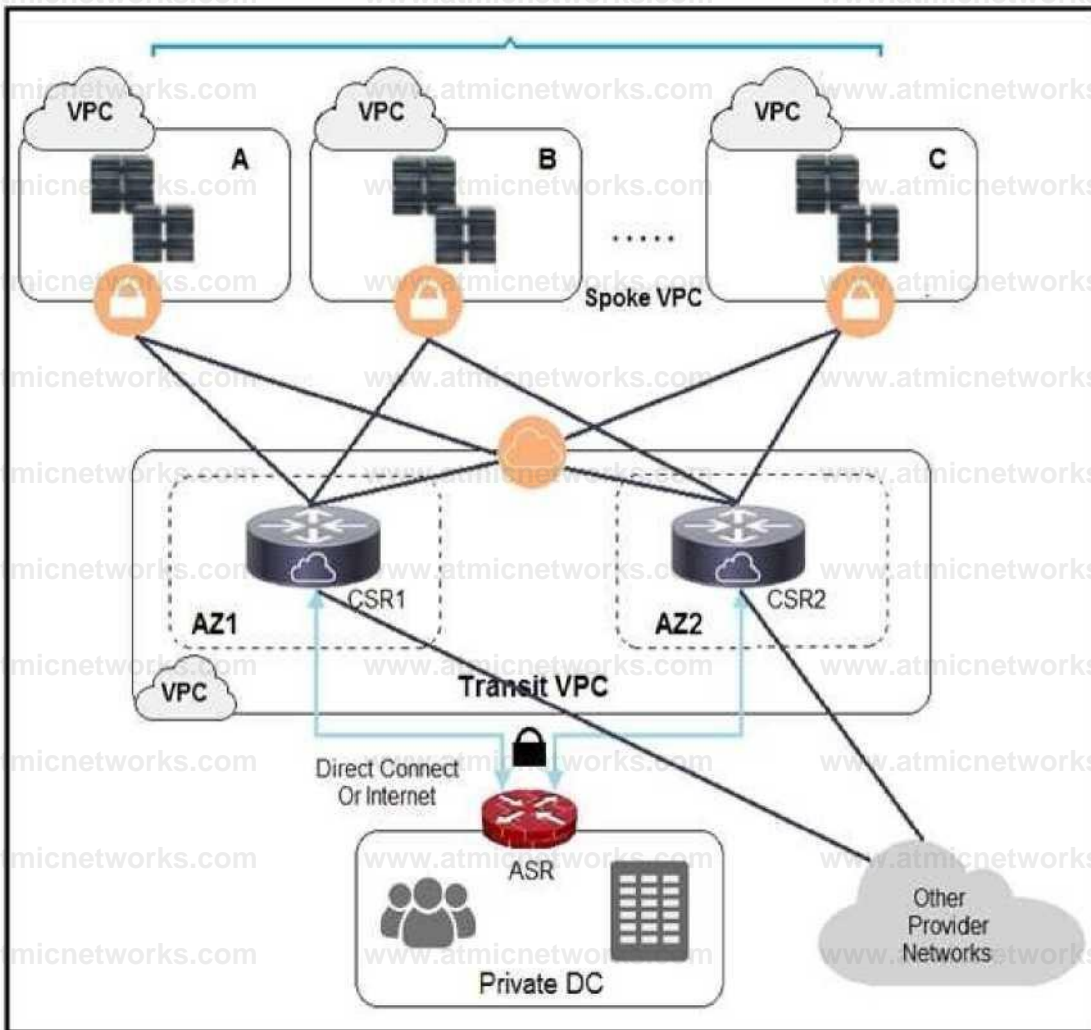 www.atmicnetworks.com
VPC
VPC
VPC
A
B
C
.....
Spoke VPC
CSR1
CSR2
AZ1
AZ2
VPC
Transit VPC
Direct Connect
Or Internet
ASR
Other
Provider
Networks
Private DC